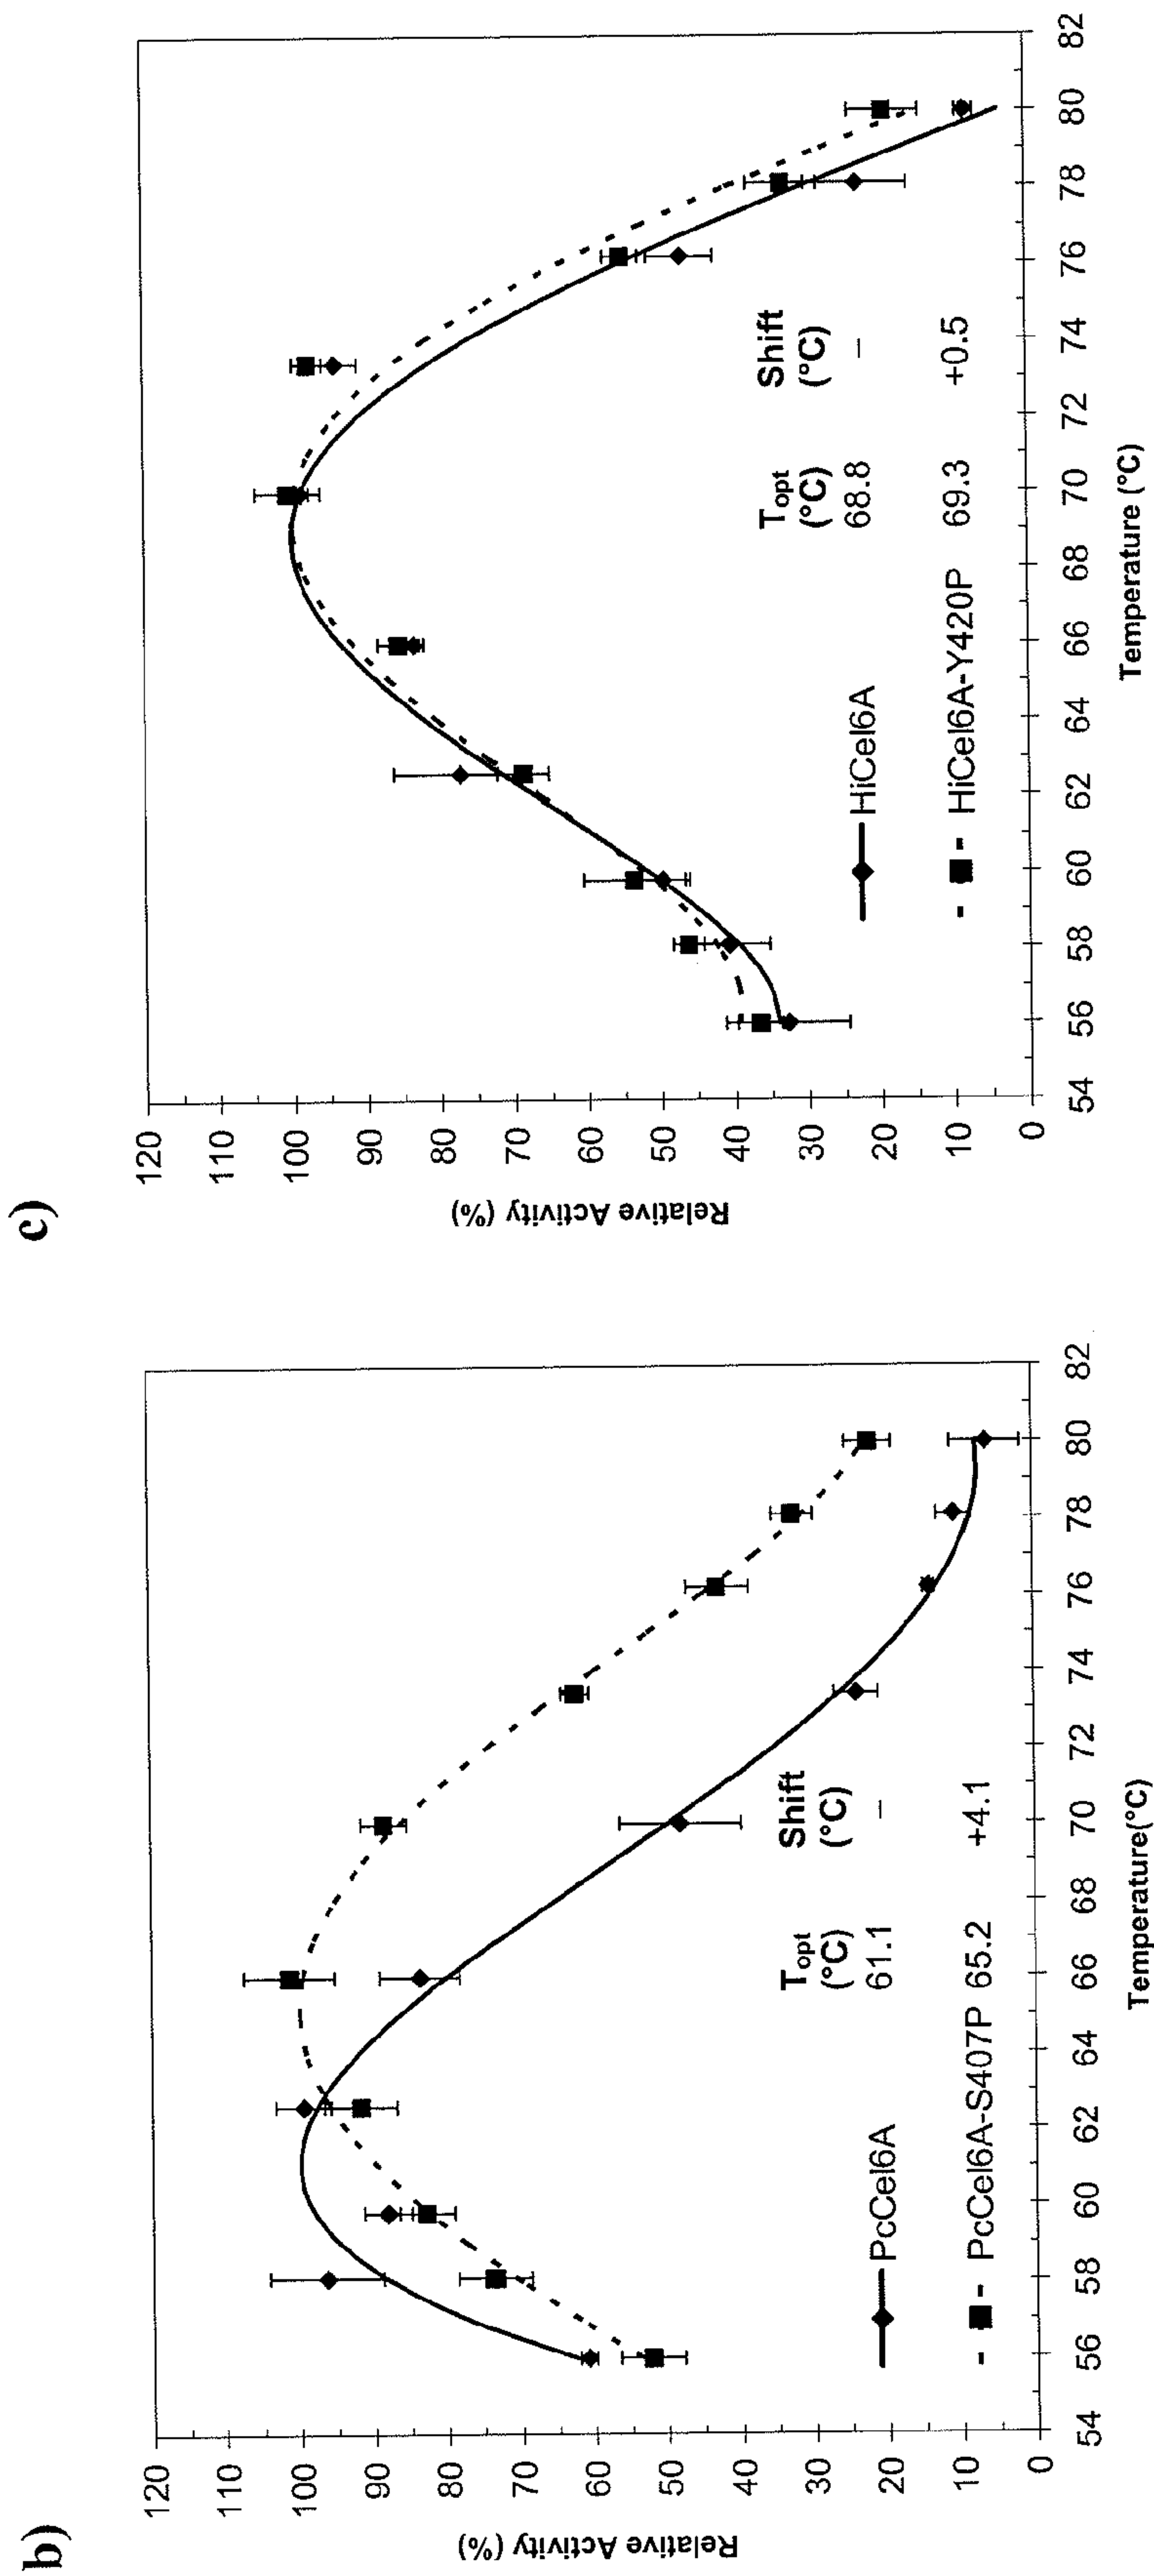 b)
120
110
100
90
80
70
60
50
40
30
20
10
0
Relative Activity (%)
54 56 58 60 62 64 66 68 70 72 74 76 78 80 82
Temperature(°C)
Topt Shift
(°C) (°C)
PcCel6A 61.1 –
PcCel6A-S407P 65.2 +4.1
c)
120
110
100
90
80
70
60
50
40
30
20
10
0
Relative Activity (%)
54 56 58 60 62 64 66 68 70 72 74 76 78 80 82
Temperature (°C)
Topt Shift
(°C) (°C)
HiCel6A 68.8 –
HiCel6A-Y420P 69.3 +0.5